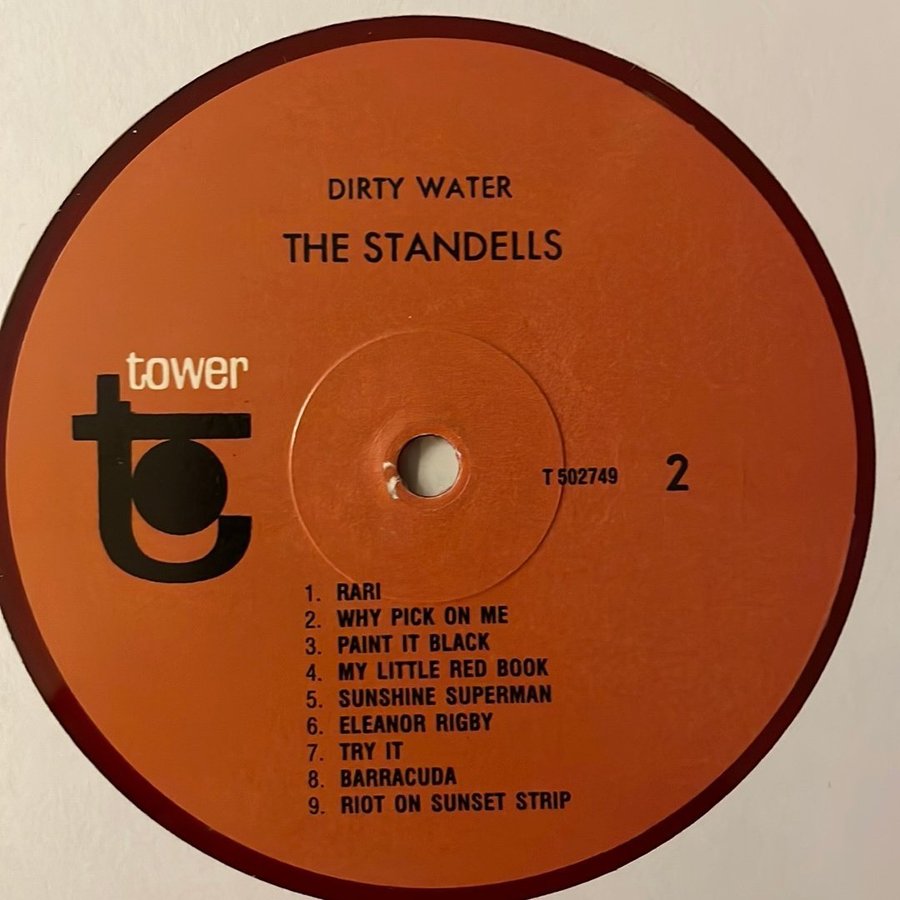 DIRTY WATER
THE STANDELLS
tower
T 502749 2
1. RARI
2. WHY PICK ON ME
3. PAINT IT BLACK
4. MY LITTLE RED BOOK
5. SUNSHINE SUPERMAN
6. ELEANOR RIGBY
7. TRY IT
8. BARRACUDA
9. RIOT ON SUNSET STRIP